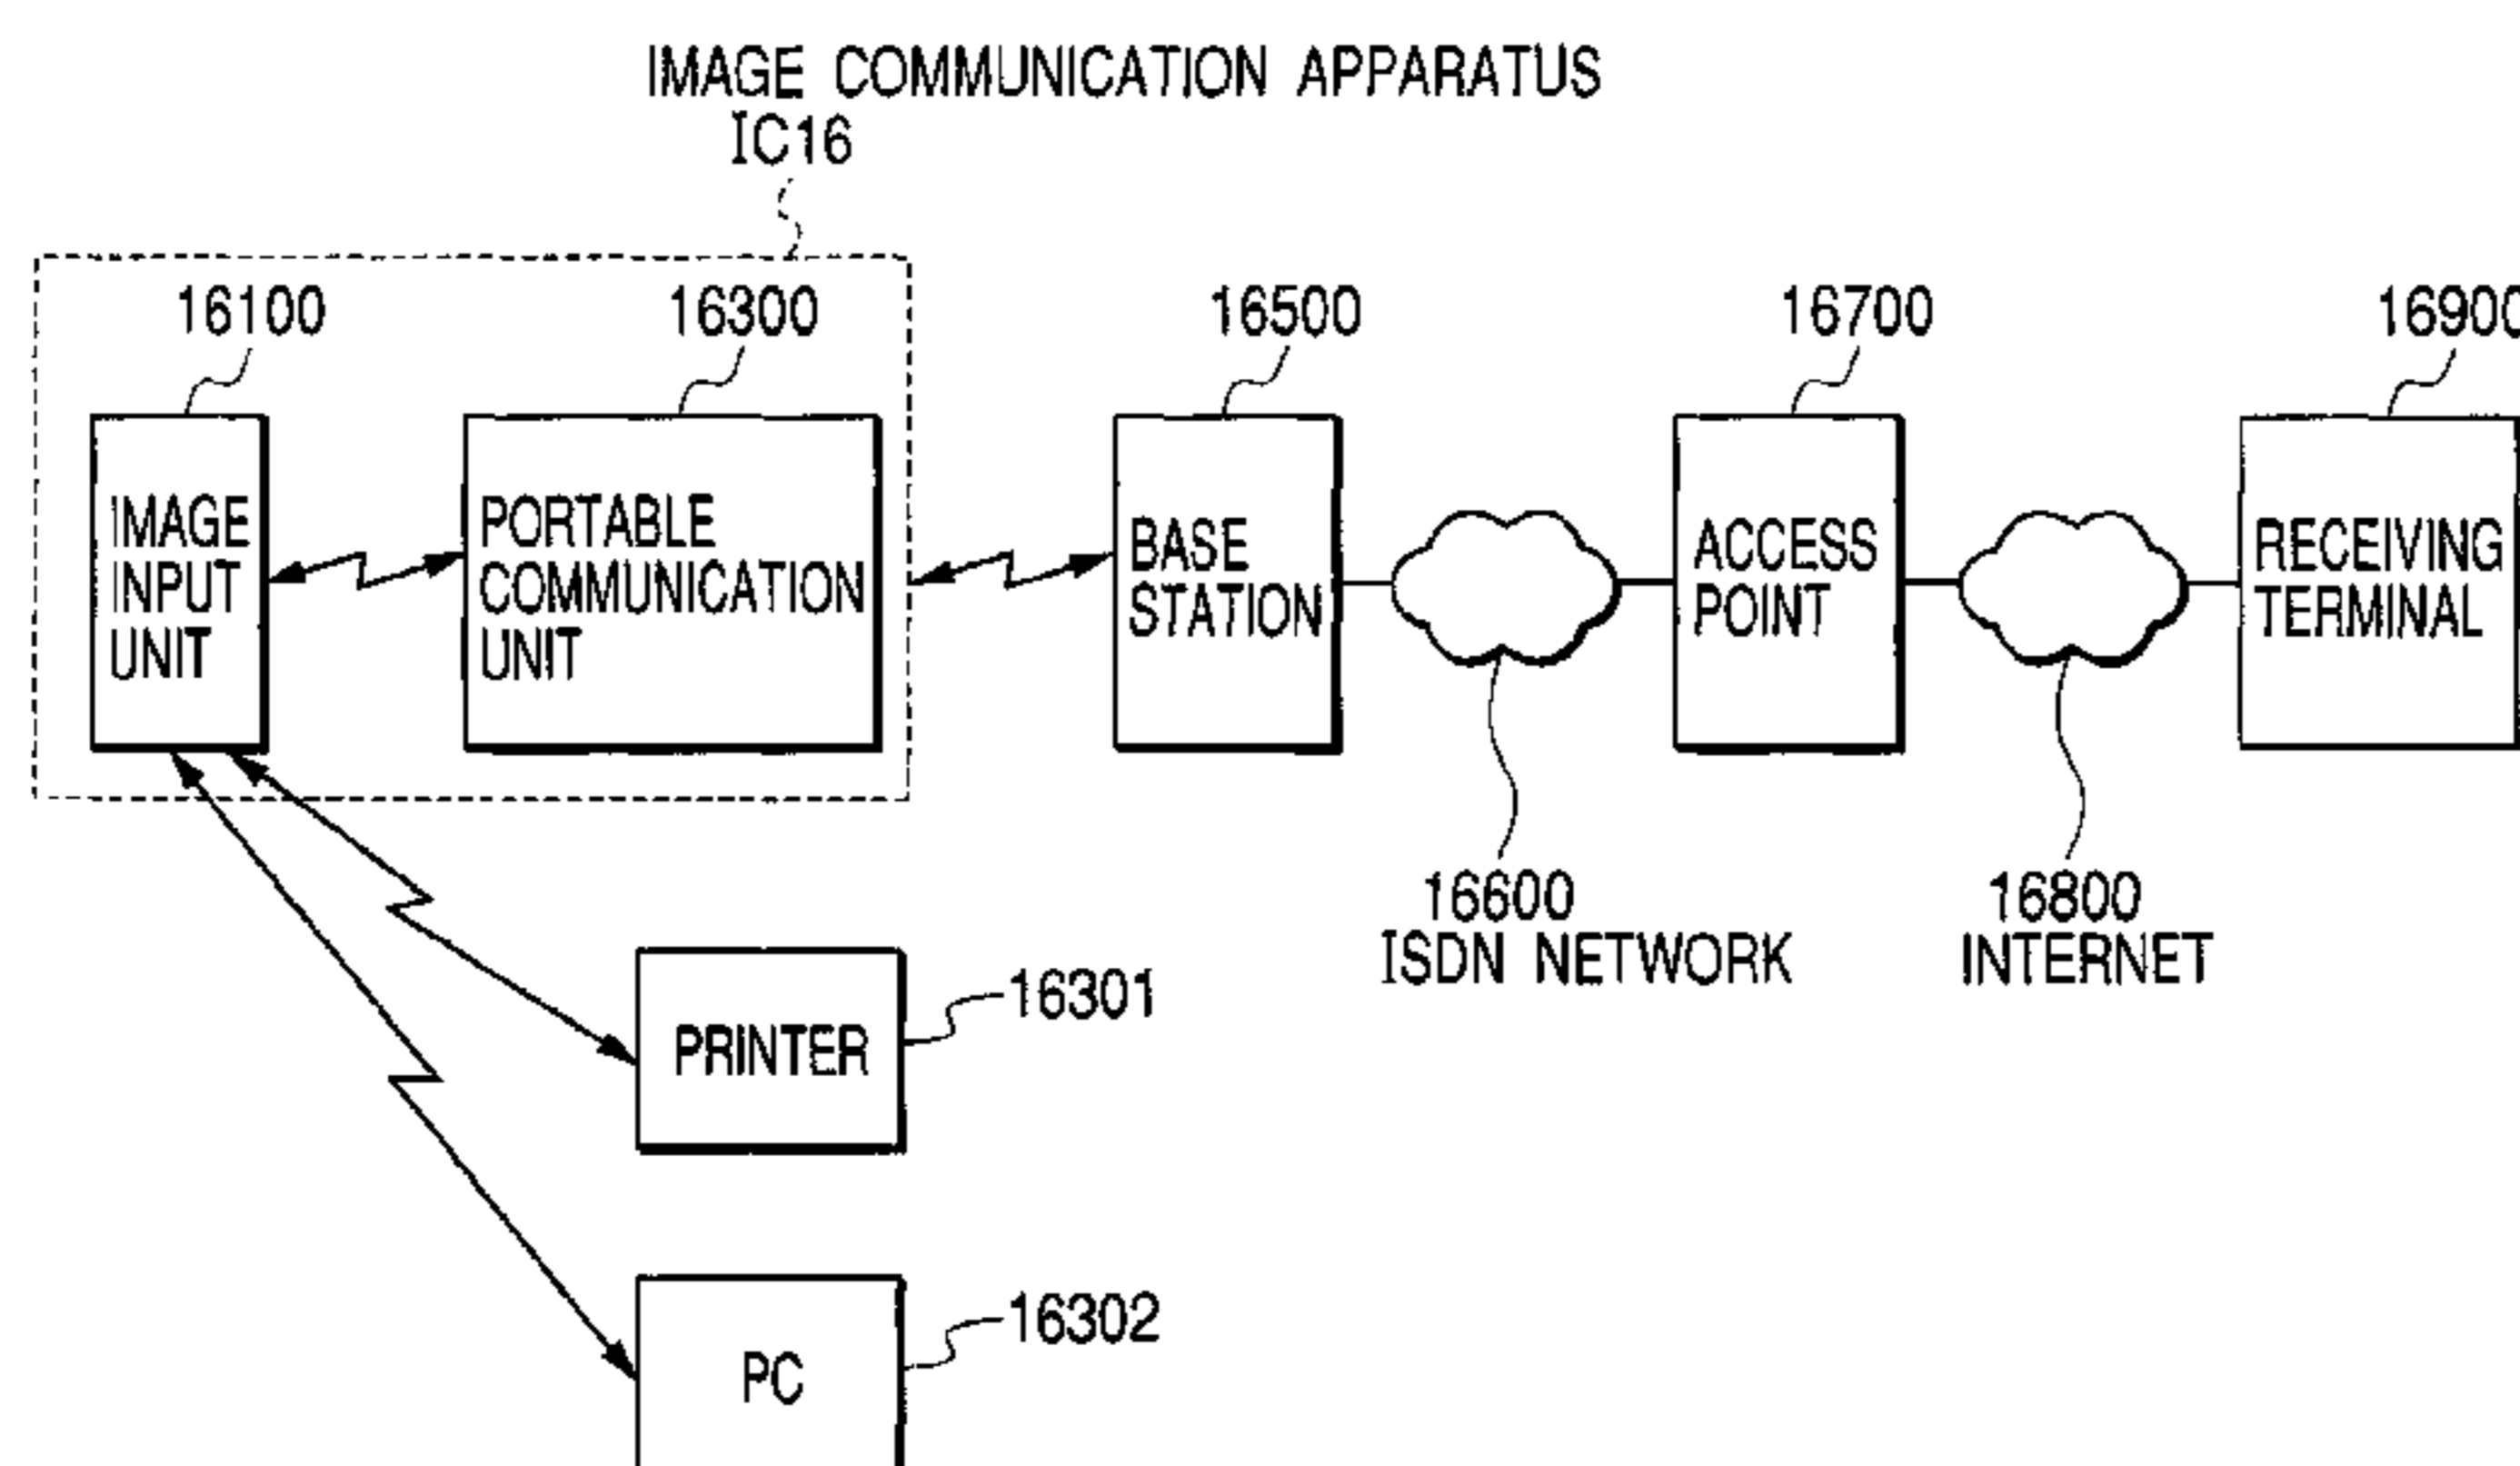 IMAGE COMMUNICATION APPARATUS
IC16
16100
16300
16500
16700
16900
IMAGE
INPUT
UNIT
PORTABLE
COMMUNICATION
UNIT
BASE
STATION
ACCESS
POINT
RECEIVING
TERMINAL
16600
ISDN NETWORK
16800
INTERNET
16301
PRINTER
16302
PC